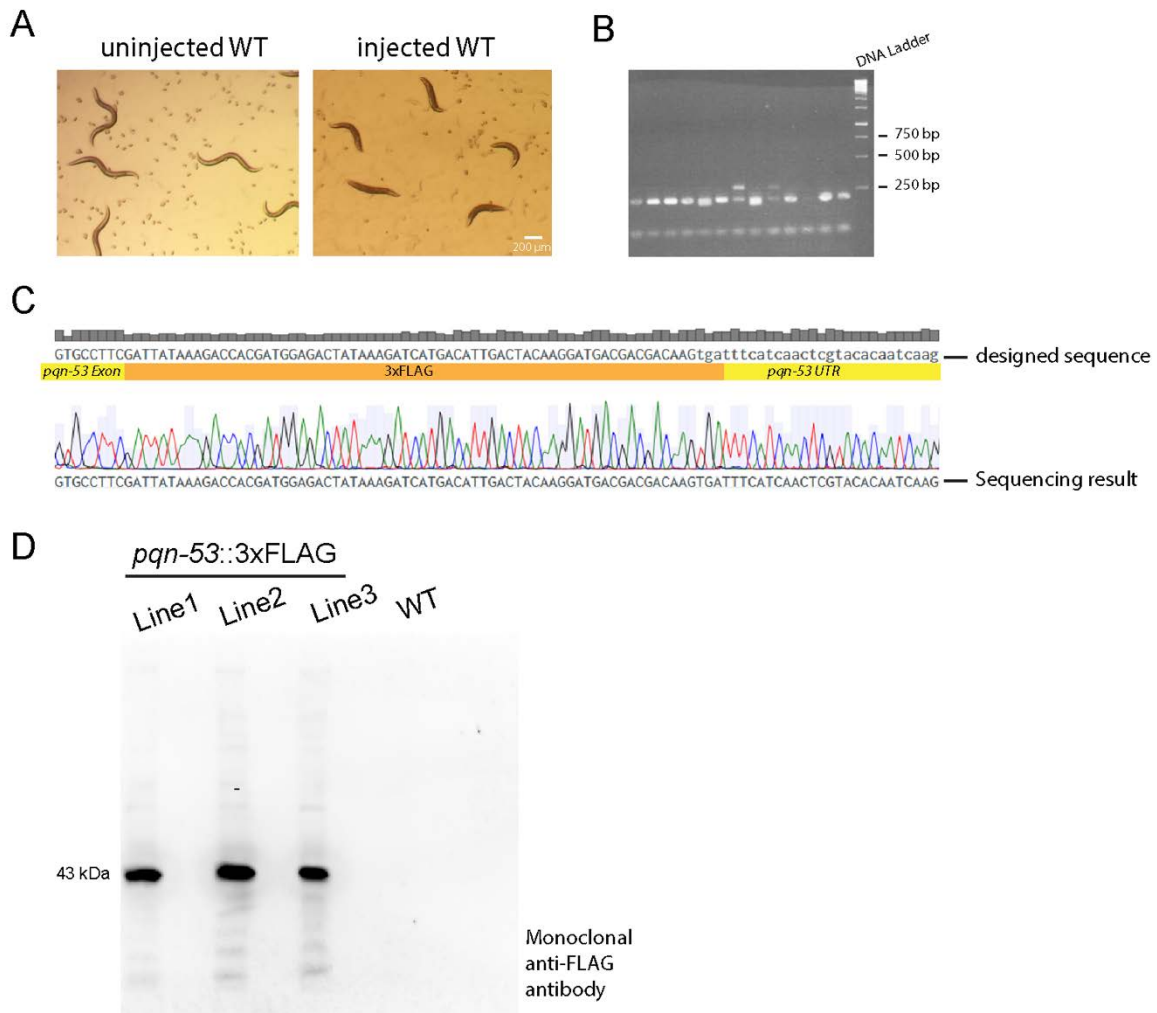 A
uninjected WT
injected WT
200 µm
B
DNA Ladder
750 bp
500 bp
250 bp
C
GTGCCTTCGATTATAAAGACCACGATGGAGACTATAAAGATCATGACATTGACTACAAGGATGACGACGACAAGtgatttcatcaactcgtacacaatcaag
designed sequence
pqn-53 Exon
3xFLAG
pqn-53 UTR
GTGCCTTCGATTATAAAGACCACGATGGAGACTATAAAGATCATGACATTGACTACAAGGATGACGACGACAAGTGATTTCATCAACTCGTACACAATCAAG
Sequencing result
D
pqn-53::3xFLAG
Line1
Line2
Line3
WT
43 kDa
Monoclonal
anti-FLAG
antibody